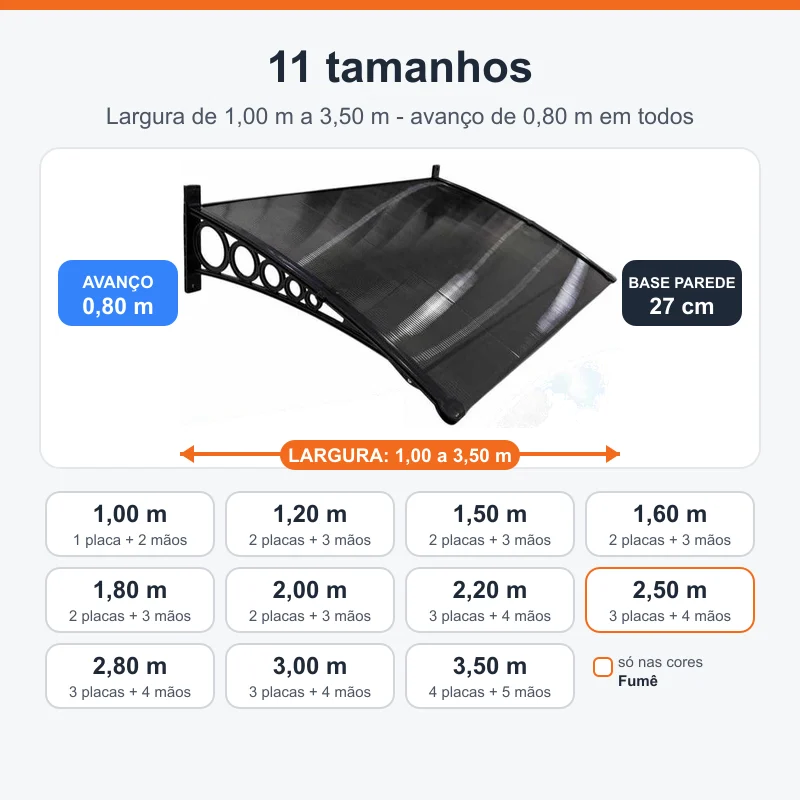 11 tamanhos
Largura de 1,00 m a 3,50 m - avanço de 0,80 m em todos
AVANÇO
0,80 m
BASE PAREDE
27 cm
LARGURA: 1,00 a 3,50 m
1,00 m
1 placa + 2 mãos
1,20 m
2 placas + 3 mãos
1,50 m
2 placas + 3 mãos
1,60 m
2 placas + 3 mãos
1,80 m
2 placas + 3 mãos
2,00 m
2 placas + 3 mãos
2,20 m
3 placas + 4 mãos
2,50 m
3 placas + 4 mãos
2,80 m
3 placas + 4 mãos
3,00 m
3 placas + 4 mãos
3,50 m
4 placas + 5 mãos
só nas cores
Fumê